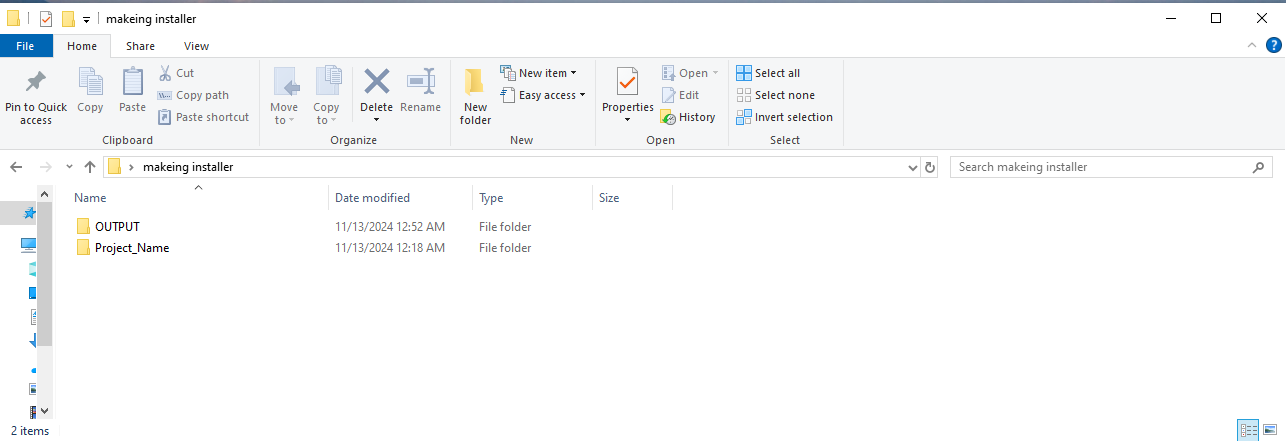 makeing installer
File Home Share View
Pin to Quick access
Copy
Paste
Cut
Copy path
Paste shortcut
Clipboard
Move to
Copy to
Delete
Rename
Organize
New folder
New item
Easy access
New
Properties
Open
Edit
History
Open
Select all
Select none
Invert selection
Select
makeing installer
Search makeing installer
Name Date modified Type Size
OUTPUT 11/13/2024 12:52 AM File folder
Project_Name 11/13/2024 12:18 AM File folder
2 items